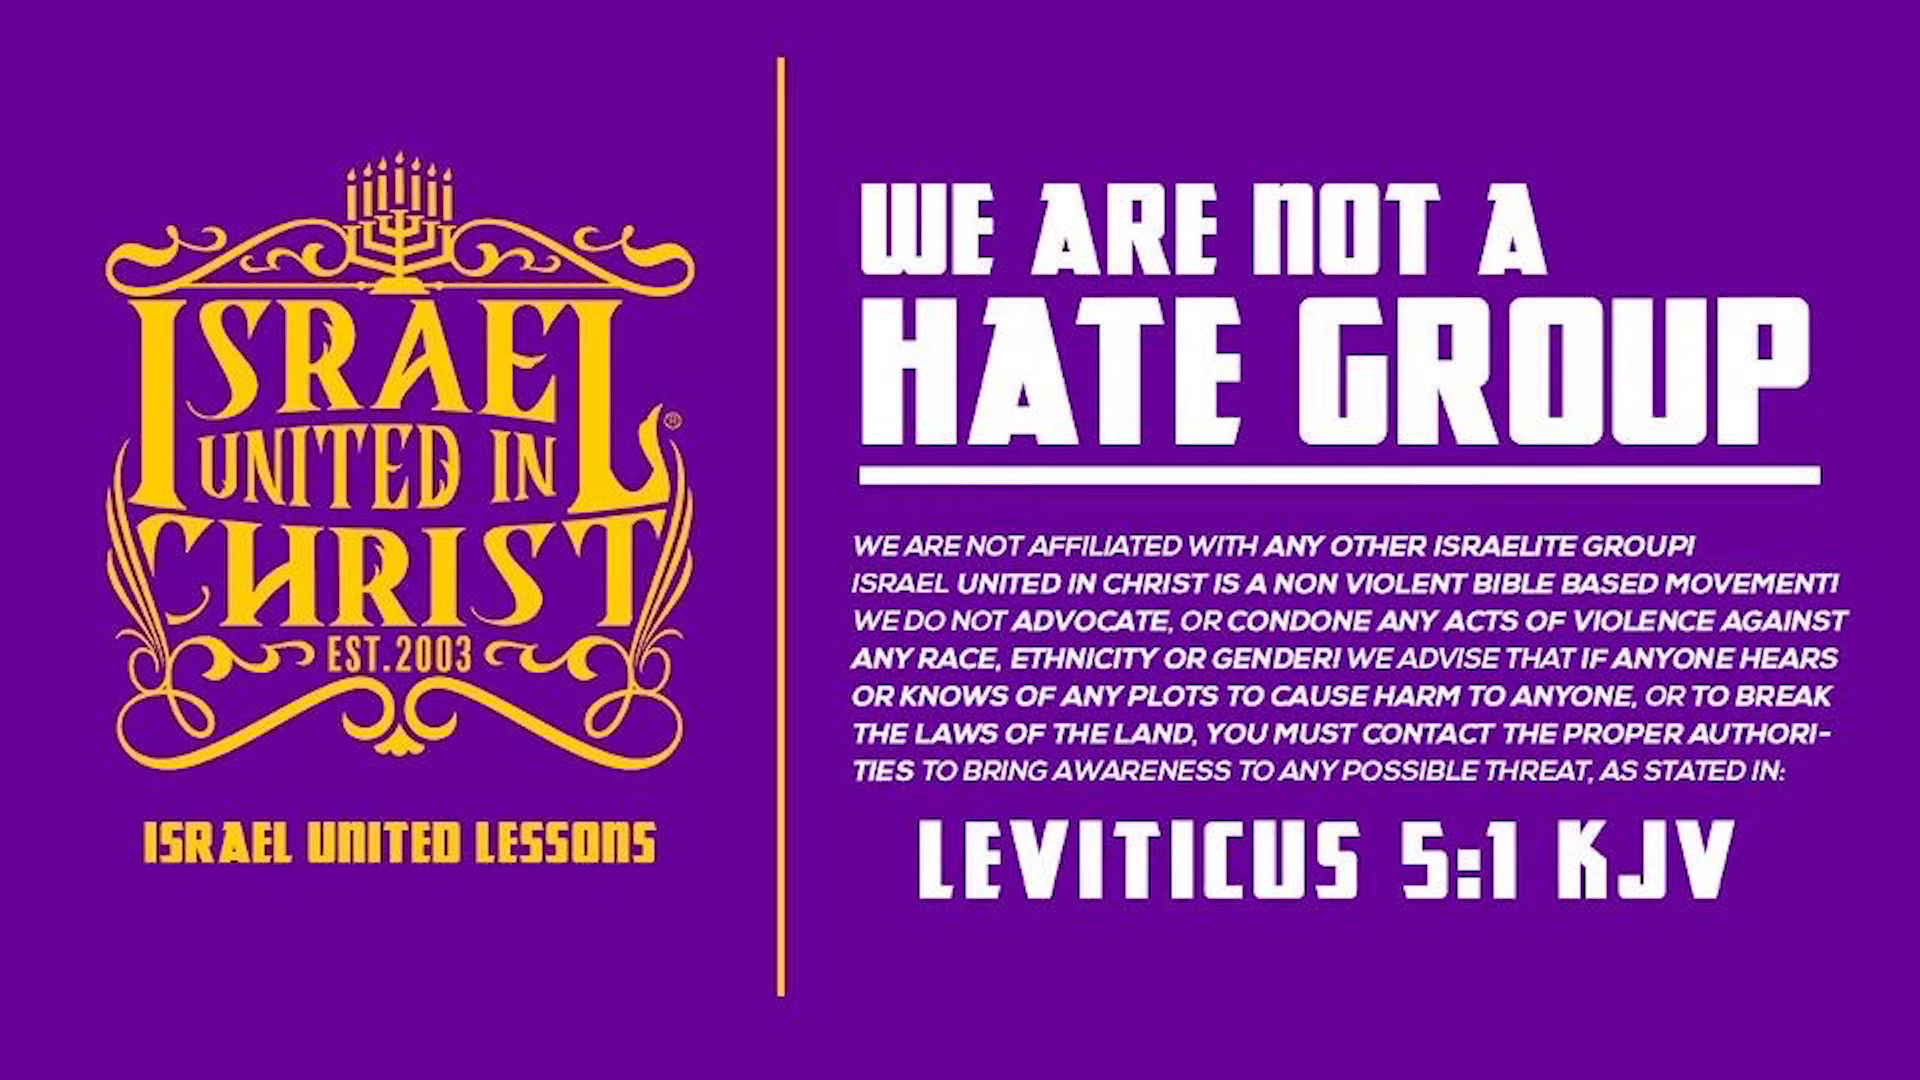 ISRAEL
UNITED IN
CHRIST
®
EST.2003
ISRAEL UNITED LESSONS
WE ARE NOT A
HATE GROUP
WE ARE NOT AFFILIATED WITH ANY OTHER ISRAELITE GROUP!
ISRAEL UNITED IN CHRIST IS A NON VIOLENT BIBLE BASED MOVEMENT!
WE DO NOT ADVOCATE, OR CONDONE ANY ACTS OF VIOLENCE AGAINST
ANY RACE, ETHNICITY OR GENDER! WE ADVISE THAT IF ANYONE HEARS
OR KNOWS OF ANY PLOTS TO CAUSE HARM TO ANYONE, OR TO BREAK
THE LAWS OF THE LAND, YOU MUST CONTACT THE PROPER AUTHORI-
TIES TO BRING AWARENESS TO ANY POSSIBLE THREAT, AS STATED IN:
LEVITICUS 5:1 KJV